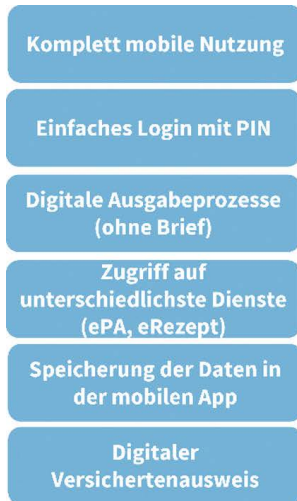 Komplett mobile Nutzung
Einfaches Login mit PIN
Digitale Ausgabeprozesse
(ohne Brief)
Zugriff auf
unterschiedlichste Dienste
(ePA, eRezept)
Speicherung der Daten in
der mobilen App
Digitaler
Versichertenausweis